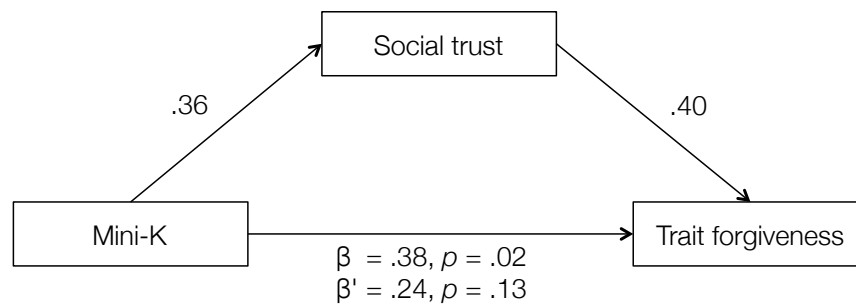 Social trust
.36
.40
Mini-K
Trait forgiveness
β = .38, p = .02
β' = .24, p = .13